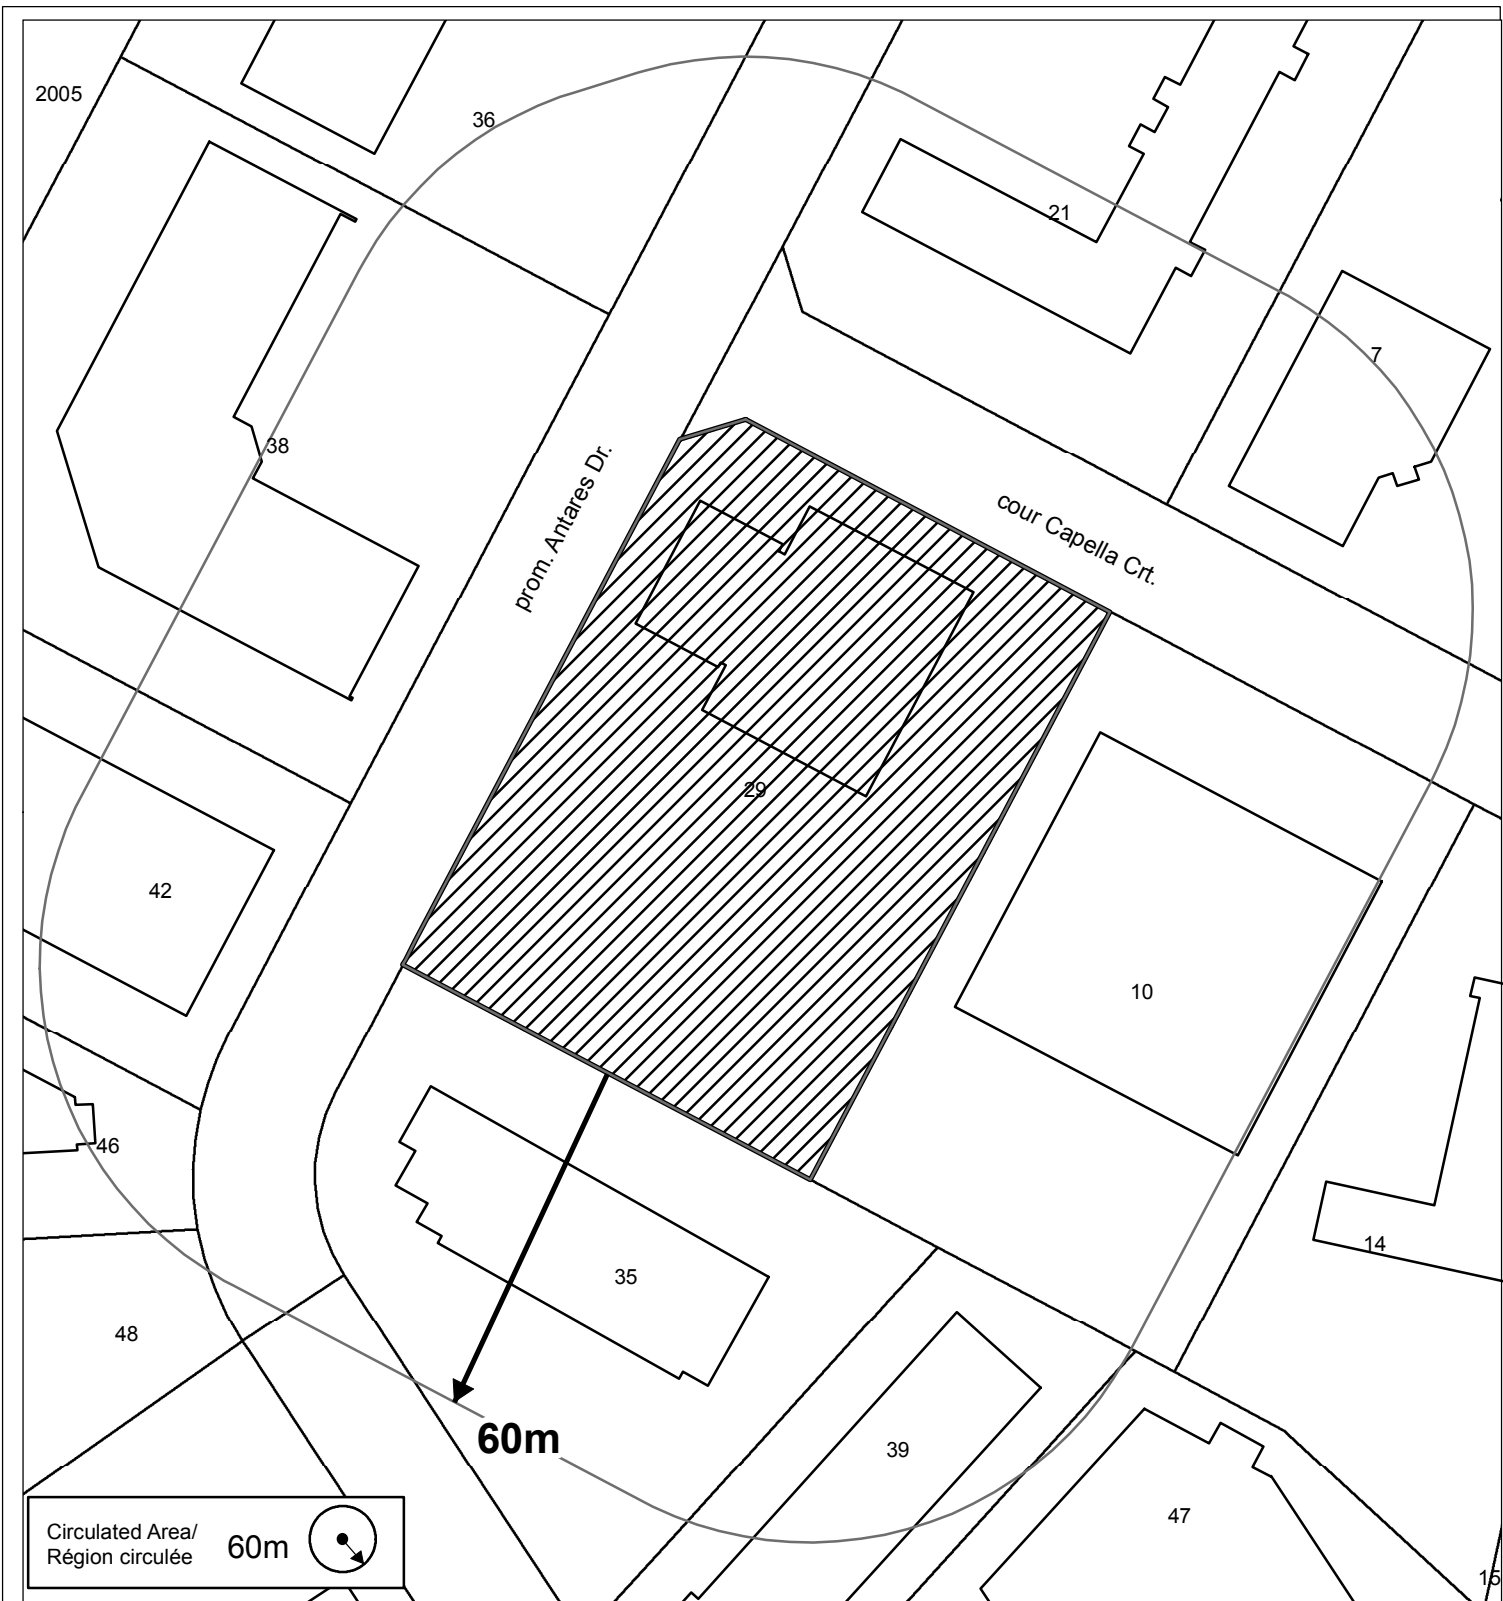 2005
36
21
7
38
prom. Antares Dr.
cour Capella Crt.
29
42
10
46
14
35
48
60m
39
47
Circulated Area/
Région circulée
60m
15